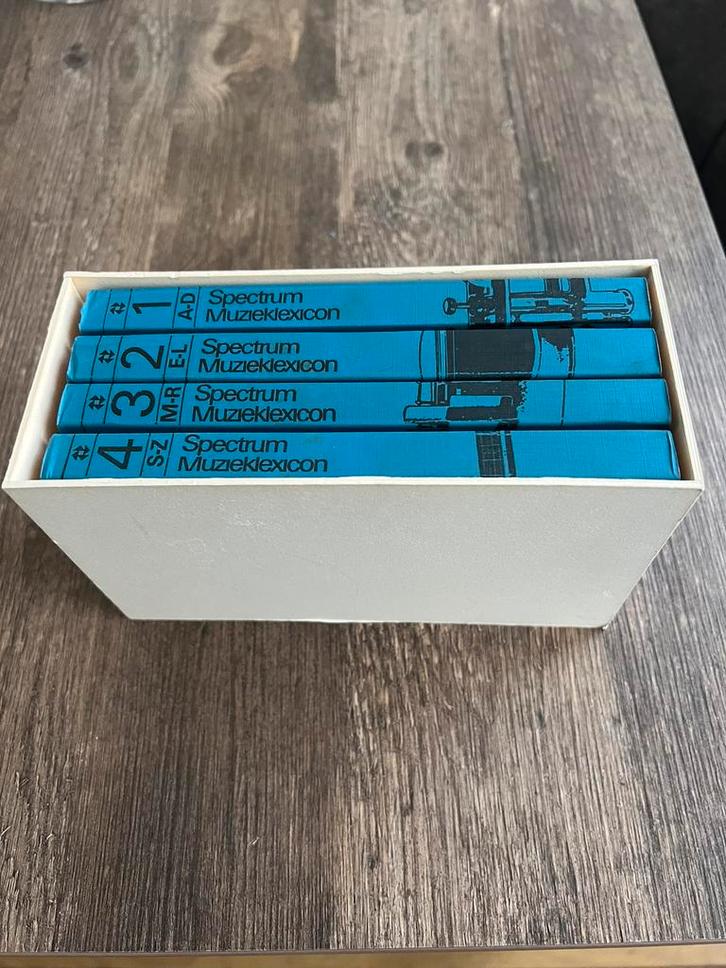 # 1 A-D Spectrum
Muzieklexicon
# 2 E-L Spectrum
Muzieklexicon
# 3 M-R Spectrum
Muzieklexicon
# 4 S-Z Spectrum
Muzieklexicon